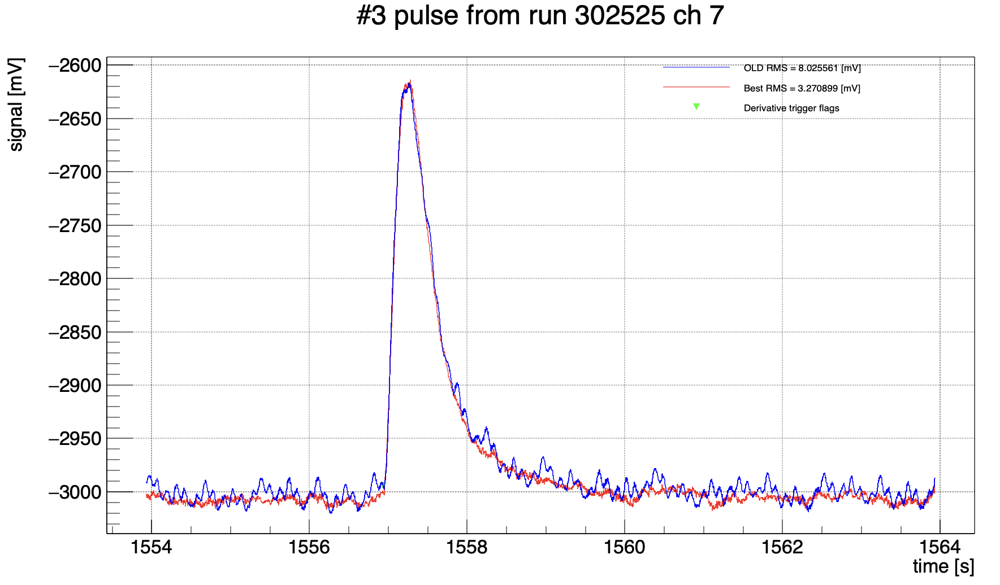 #3 pulse from run 302525 ch 7
signal [mV]
−2600
−2650
−2700
−2750
−2800
−2850
−2900
−2950
−3000
OLD RMS = 8.025561 [mV]
Best RMS = 3.270899 [mV]
Derivative trigger flags
1554 1556 1558 1560 1562 1564
time [s]